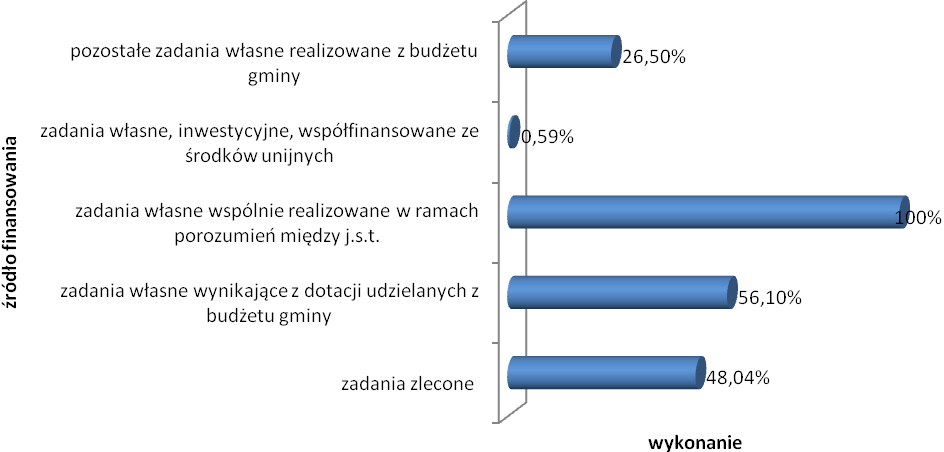 pozostałe zadania własne realizowane z budżetu
gminy
26,50%
zadania własne, inwestycyjne, współfinansowane ze
środków unijnych
0,59%
zadania własne wspólnie realizowane w ramach
porozumień między j.s.t.
100%
zadania własne wynikające z dotacji udzielanych z
budżetu gminy
56,10%
zadania zlecone
48,04%
źródło finansowania
wykonanie